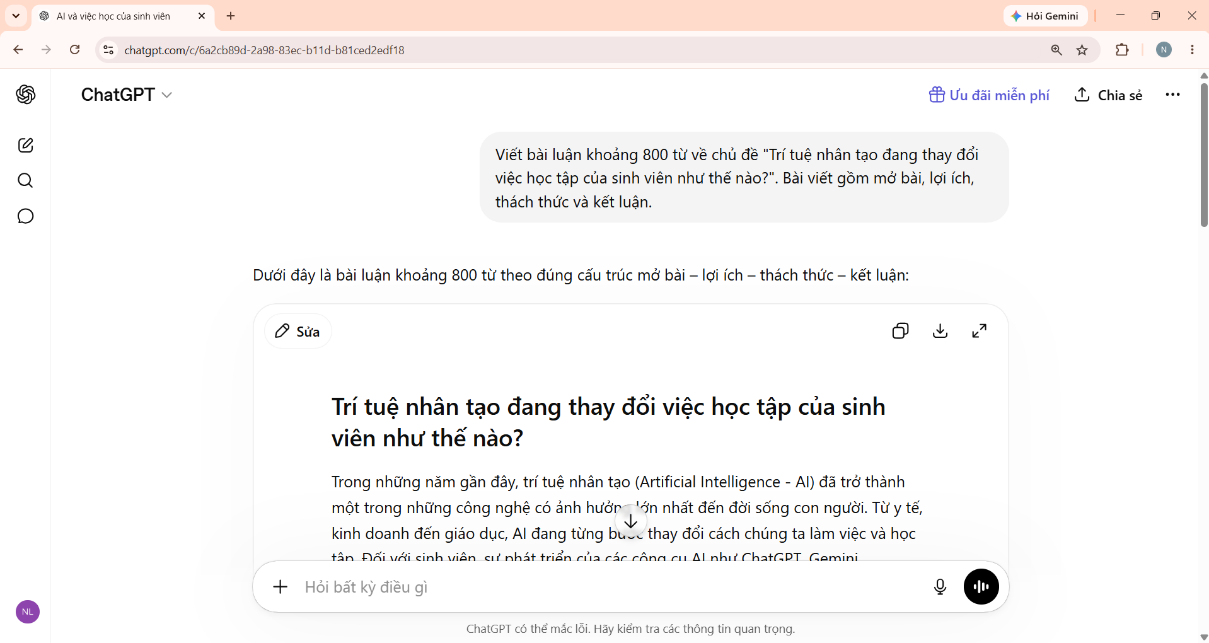 AI và việc học của sinh viên
Hỏi Gemini
chatgpt.com/c/6a2cb89d-2a98-83ec-b11d-b81ced2edf18
N
ChatGPT
Ưu đãi miễn phí
Chia sẻ
Viết bài luận khoảng 800 từ về chủ đề "Trí tuệ nhân tạo đang thay đổi
việc học tập của sinh viên như thế nào?". Bài viết gồm mở bài, lợi ích,
thách thức và kết luận.
Dưới đây là bài luận khoảng 800 từ theo đúng cấu trúc mở bài – lợi ích – thách thức – kết luận:
Sửa
Trí tuệ nhân tạo đang thay đổi việc học tập của sinh
viên như thế nào?
Trong những năm gần đây, trí tuệ nhân tạo (Artificial Intelligence - AI) đã trở thành
một trong những công nghệ có ảnh hưởng lớn nhất đến đời sống con người. Từ y tế,
kinh doanh đến giáo dục, AI đang từng bước thay đổi cách chúng ta làm việc và học
tập. Đối với sinh viên, sự phát triển của các công cụ AI như ChatGPT, Gemini
Hỏi bất kỳ điều gì
NL
ChatGPT có thể mắc lỗi. Hãy kiểm tra các thông tin quan trọng.